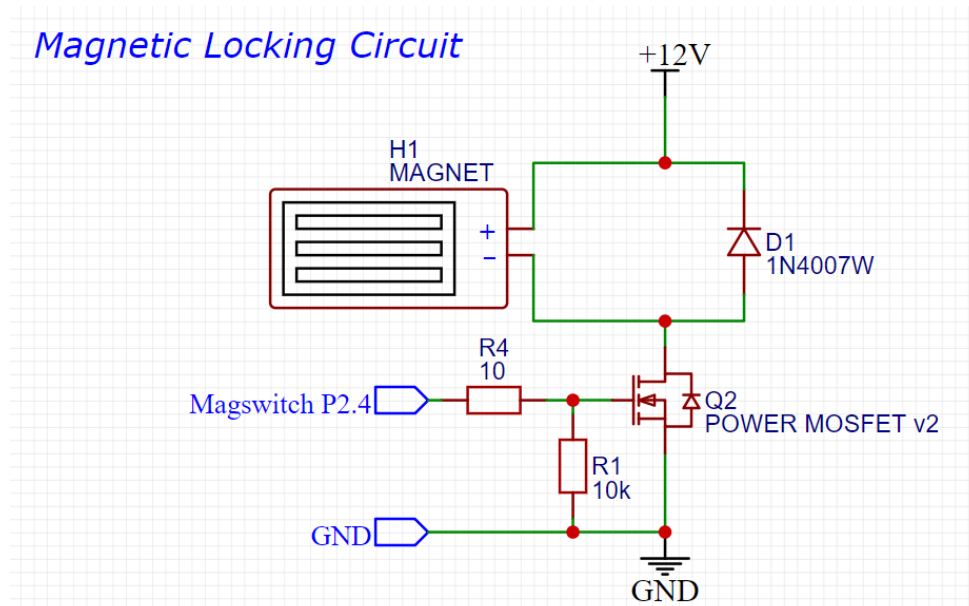 Magnetic Locking Circuit
+12V
H1
MAGNET
+
−
D1
1N4007W
R4
10
Magswitch P2.4
Q2
POWER MOSFET v2
R1
10k
GND
GND